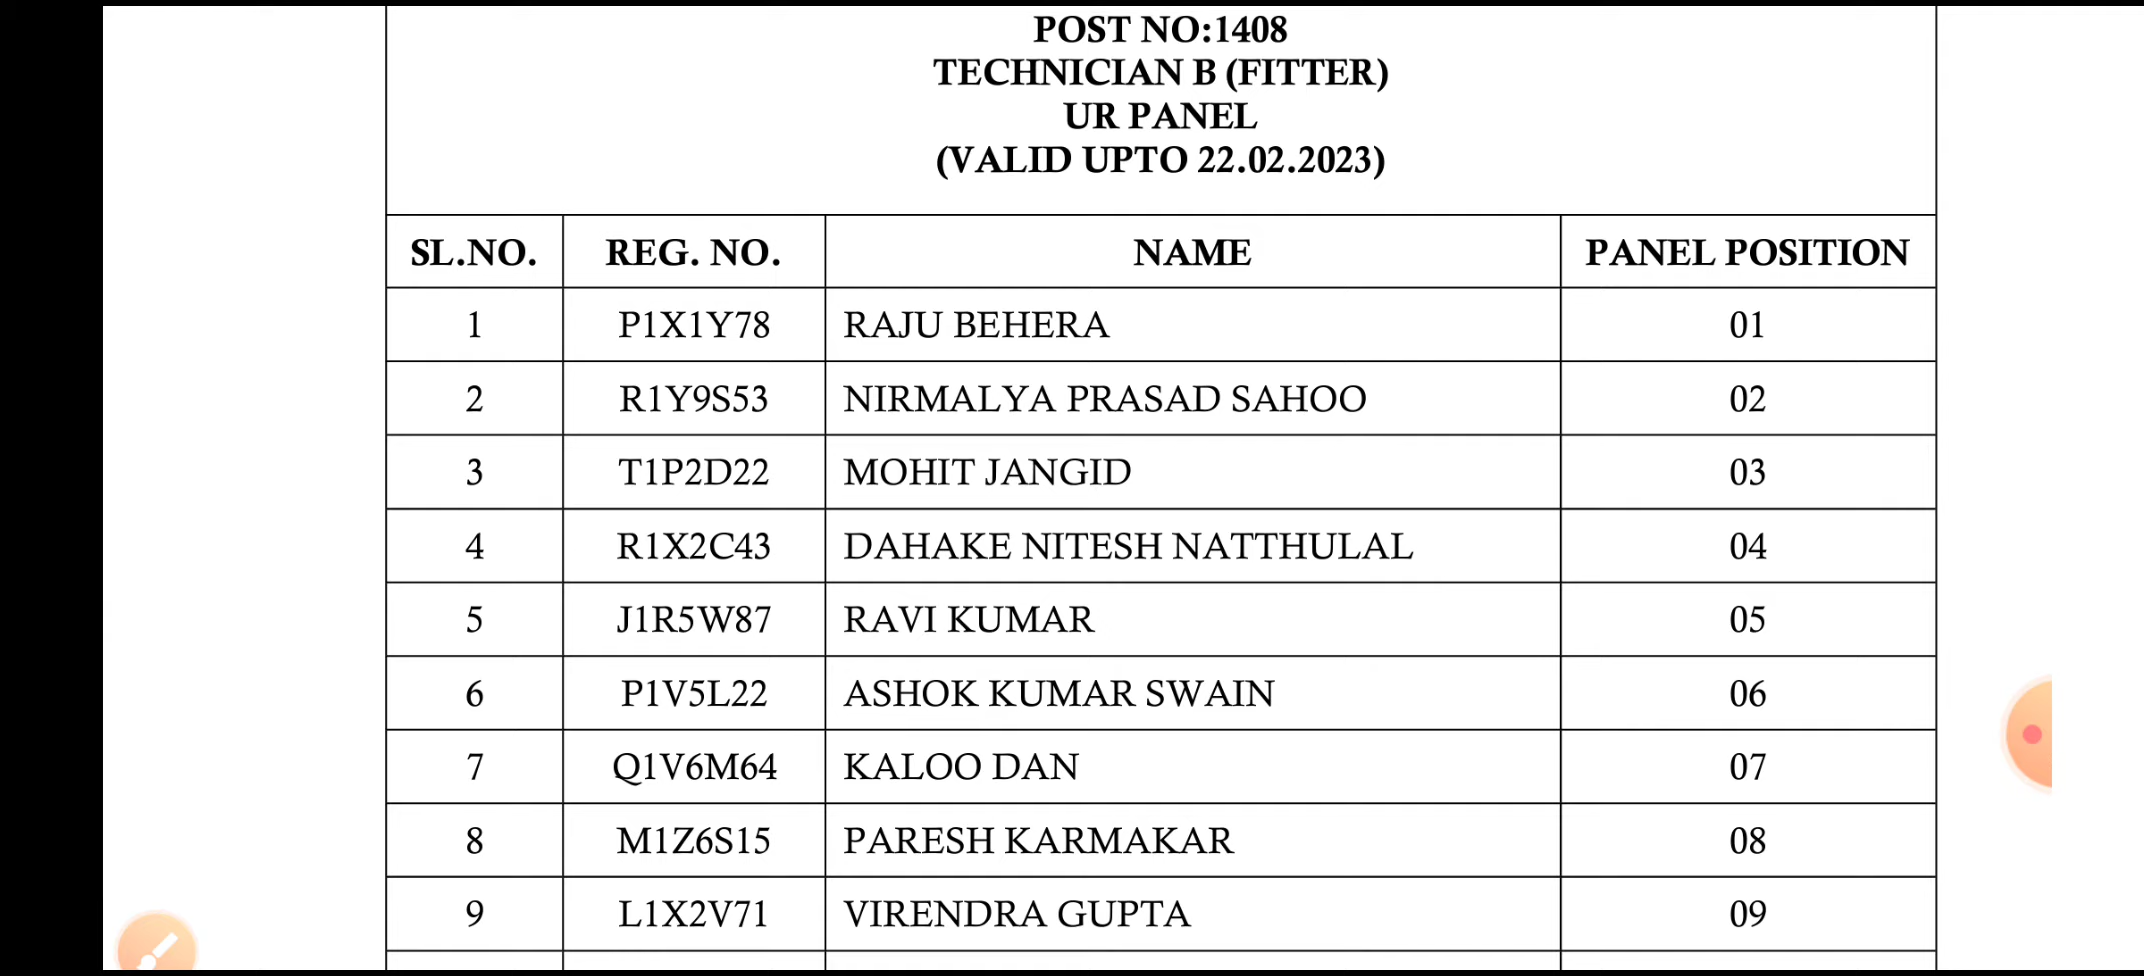 POST NO:1408
TECHNICIAN B (FITTER)
UR PANEL
(VALID UPTO 22.02.2023)
SL.NO. REG. NO. NAME PANEL POSITION
1 P1X1Y78 RAJU BEHERA 01
2 R1Y9S53 NIRMALYA PRASAD SAHOO 02
3 T1P2D22 MOHIT JANGID 03
4 R1X2C43 DAHAKE NITESH NATTHULAL 04
5 J1R5W87 RAVI KUMAR 05
6 P1V5L22 ASHOK KUMAR SWAIN 06
7 Q1V6M64 KALOO DAN 07
8 M1Z6S15 PARESH KARMAKAR 08
9 L1X2V71 VIRENDRA GUPTA 09